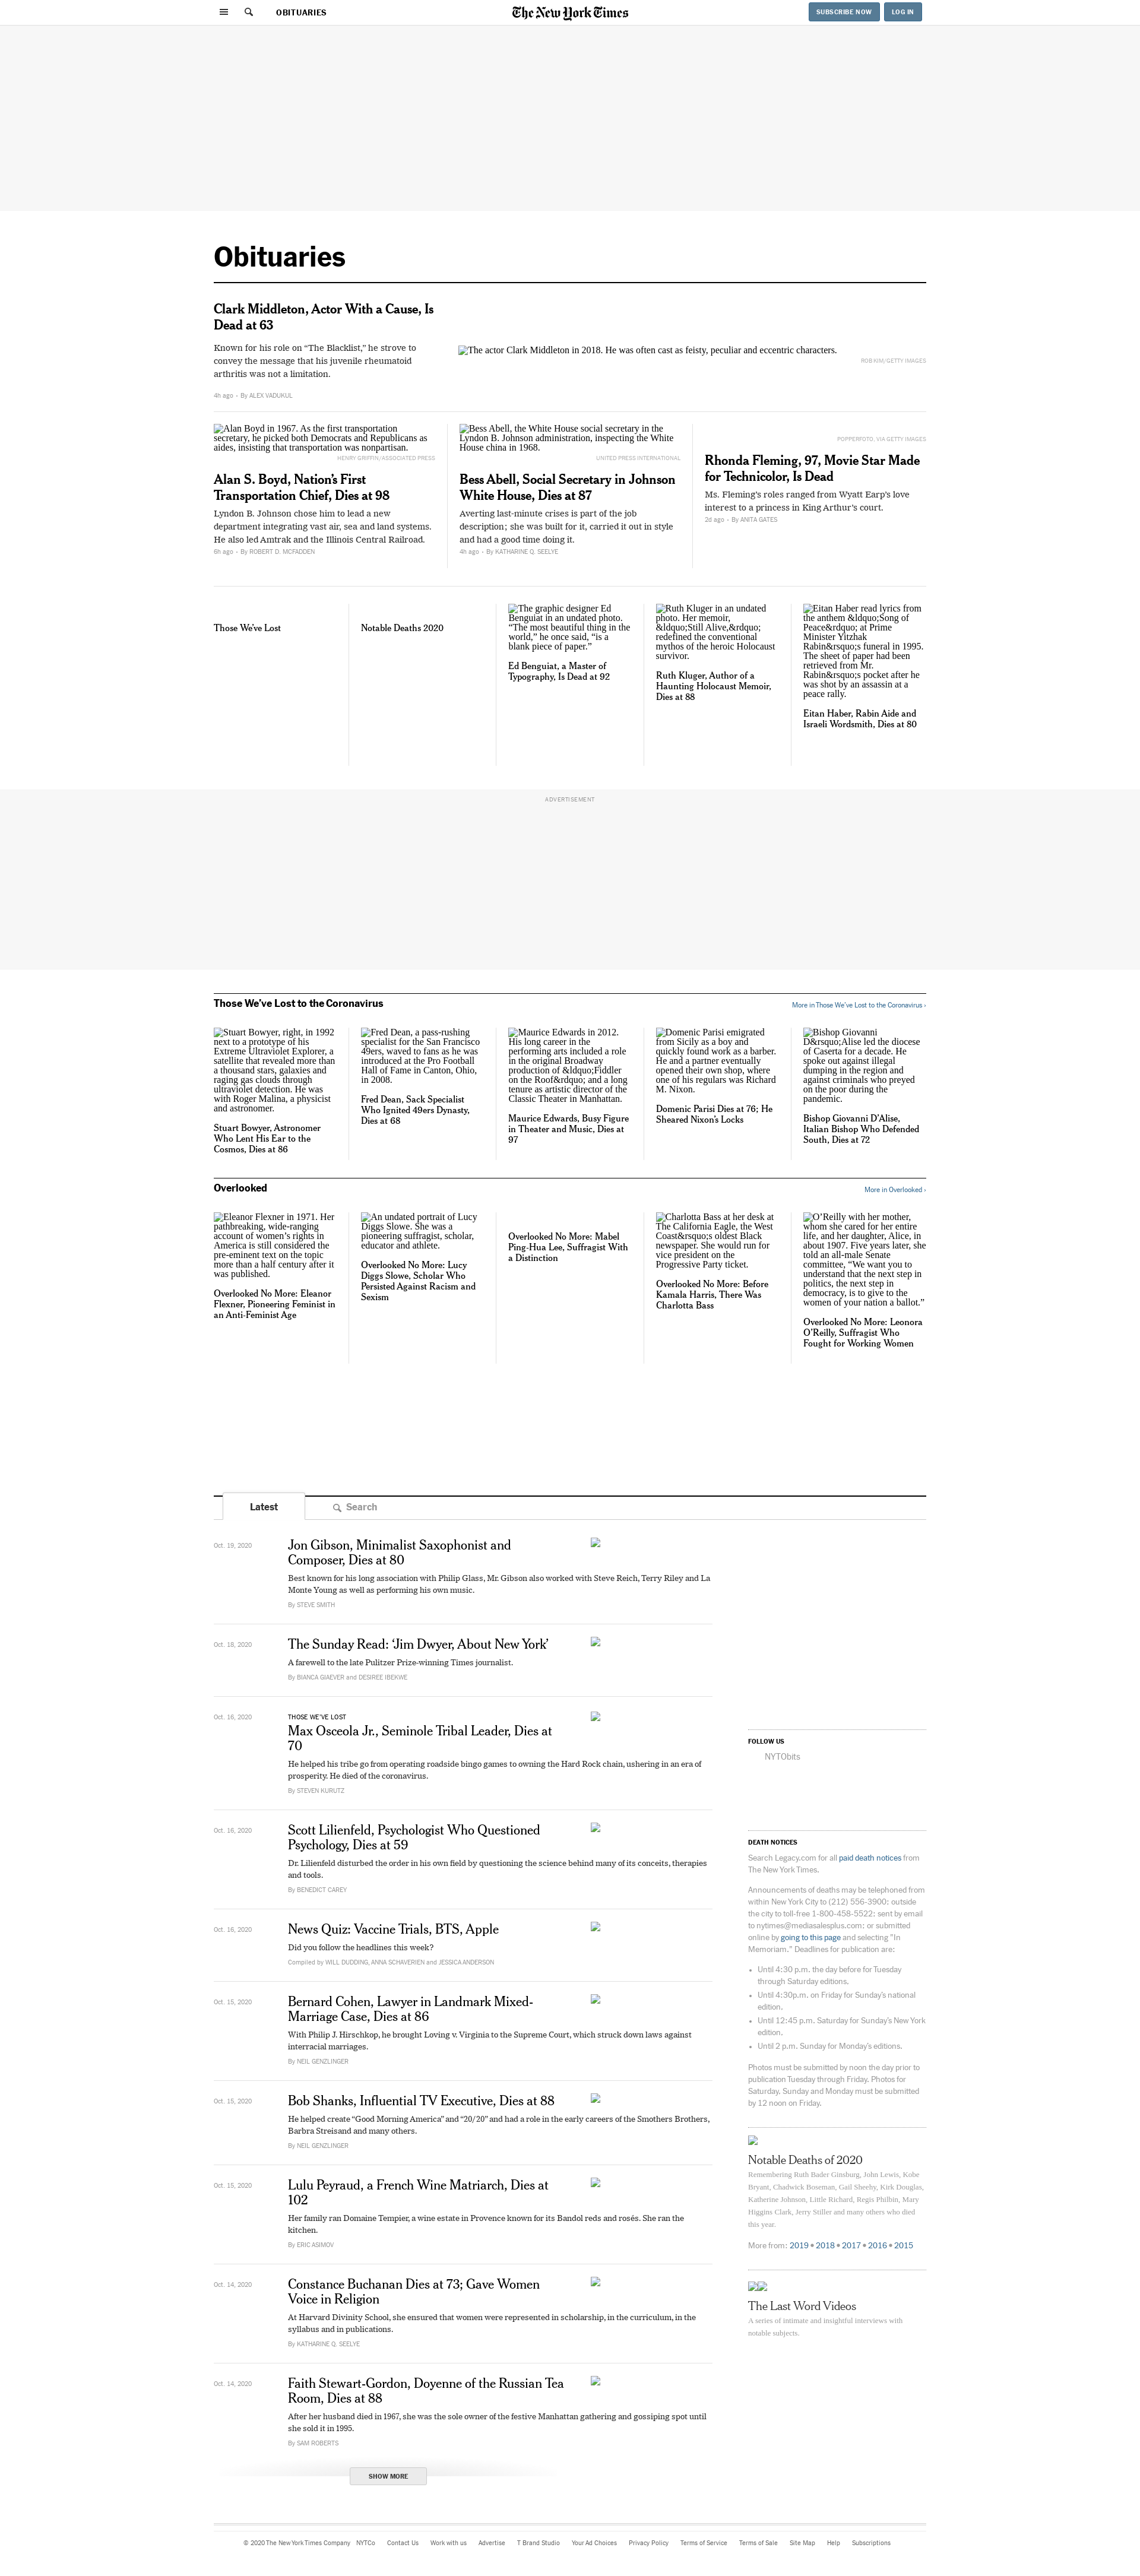 OBITUARIES
The New York Times
SUBSCRIBE NOW
LOG IN
Obituaries
Clark Middleton, Actor With a Cause, Is
Dead at 63
Known for his role on “The Blacklist,” he strove to
convey the message that his juvenile rheumatoid
arthritis was not a limitation.
4h ago - By ALEX VADUKUL
The actor Clark Middleton in 2018. He was often cast as feisty, peculiar and eccentric characters.
ROB KIM/GETTY IMAGES
Alan Boyd in 1967. As the first transportation
secretary, he picked both Democrats and Republicans as
aides, insisting that transportation was nonpartisan.
HENRY GRIFFIN/ASSOCIATED PRESS
Alan S. Boyd, Nation’s First
Transportation Chief, Dies at 98
Lyndon B. Johnson chose him to lead a new
department integrating vast air, sea and land systems.
He also led Amtrak and the Illinois Central Railroad.
6h ago - By ROBERT D. MCFADDEN
Bess Abell, the White House social secretary in the
Lyndon B. Johnson administration, inspecting the White
House china in 1968.
UNITED PRESS INTERNATIONAL
Bess Abell, Social Secretary in Johnson
White House, Dies at 87
Averting last-minute crises is part of the job
description; she was built for it, carried it out in style
and had a good time doing it.
4h ago - By KATHARINE Q. SEELYE
POPPERFOTO, VIA GETTY IMAGES
Rhonda Fleming, 97, Movie Star Made
for Technicolor, Is Dead
Ms. Fleming’s roles ranged from Wyatt Earp’s love
interest to a princess in King Arthur’s court.
2d ago - By ANITA GATES
Those We’ve Lost
Notable Deaths 2020
The graphic designer Ed
Benguiat in an undated photo.
“The most beautiful thing in the
world,” he once said, “is a
blank piece of paper.”
Ed Benguiat, a Master of
Typography, Is Dead at 92
Ruth Kluger in an undated
photo. Her memoir,
&ldquo;Still Alive,&rdquo;
redefined the conventional
mythos of the heroic Holocaust
survivor.
Ruth Kluger, Author of a
Haunting Holocaust Memoir,
Dies at 88
Eitan Haber read lyrics from
the anthem &ldquo;Song of
Peace&rdquo; at Prime
Minister Yitzhak
Rabin&rsquo;s funeral in 1995.
The sheet of paper had been
retrieved from Mr.
Rabin&rsquo;s pocket after he
was shot by an assassin at a
peace rally.
Eitan Haber, Rabin Aide and
Israeli Wordsmith, Dies at 80
ADVERTISEMENT
Those We’ve Lost to the Coronavirus
More in Those We’ve Lost to the Coronavirus ›
Stuart Bowyer, right, in 1992
next to a prototype of his
Extreme Ultraviolet Explorer, a
satellite that revealed more than
a thousand stars, galaxies and
raging gas clouds through
ultraviolet detection. He was
with Roger Malina, a physicist
and astronomer.
Stuart Bowyer, Astronomer
Who Lent His Ear to the
Cosmos, Dies at 86
Fred Dean, a pass-rushing
specialist for the San Francisco
49ers, waved to fans as he was
introduced at the Pro Football
Hall of Fame in Canton, Ohio,
in 2008.
Fred Dean, Sack Specialist
Who Ignited 49ers Dynasty,
Dies at 68
Maurice Edwards in 2012.
His long career in the
performing arts included a role
in the original Broadway
production of &ldquo;Fiddler
on the Roof&rdquo; and a long
tenure as artistic director of the
Classic Theater in Manhattan.
Maurice Edwards, Busy Figure
in Theater and Music, Dies at
97
Domenic Parisi emigrated
from Sicily as a boy and
quickly found work as a barber.
He and a partner eventually
opened their own shop, where
one of his regulars was Richard
M. Nixon.
Domenic Parisi Dies at 76; He
Sheared Nixon’s Locks
Bishop Giovanni
D&rsquo;Alise led the diocese
of Caserta for a decade. He
spoke out against illegal
dumping in the region and
against criminals who preyed
on the poor during the
pandemic.
Bishop Giovanni D’Alise,
Italian Bishop Who Defended
South, Dies at 72
Overlooked
More in Overlooked ›
Eleanor Flexner in 1971. Her
pathbreaking, wide-ranging
account of women’s rights in
America is still considered the
pre-eminent text on the topic
more than a half century after it
was published.
Overlooked No More: Eleanor
Flexner, Pioneering Feminist in
an Anti-Feminist Age
An undated portrait of Lucy
Diggs Slowe. She was a
pioneering suffragist, scholar,
educator and athlete.
Overlooked No More: Lucy
Diggs Slowe, Scholar Who
Persisted Against Racism and
Sexism
Overlooked No More: Mabel
Ping-Hua Lee, Suffragist With
a Distinction
Charlotta Bass at her desk at
The California Eagle, the West
Coast&rsquo;s oldest Black
newspaper. She would run for
vice president on the
Progressive Party ticket.
Overlooked No More: Before
Kamala Harris, There Was
Charlotta Bass
O’Reilly with her mother,
whom she cared for her entire
life, and her daughter, Alice, in
about 1907. Five years later, she
told an all-male Senate
committee, “We want you to
understand that the next step in
politics, the next step in
democracy, is to give to the
women of your nation a ballot.”
Overlooked No More: Leonora
O’Reilly, Suffragist Who
Fought for Working Women
Latest
Search
Oct. 19, 2020
Jon Gibson, Minimalist Saxophonist and
Composer, Dies at 80
Best known for his long association with Philip Glass, Mr. Gibson also worked with Steve Reich, Terry Riley and La
Monte Young as well as performing his own music.
By STEVE SMITH
Oct. 18, 2020
The Sunday Read: ‘Jim Dwyer, About New York’
A farewell to the late Pulitzer Prize-winning Times journalist.
By BIANCA GIAEVER and DESIREE IBEKWE
Oct. 16, 2020
THOSE WE’VE LOST
Max Osceola Jr., Seminole Tribal Leader, Dies at
70
He helped his tribe go from operating roadside bingo games to owning the Hard Rock chain, ushering in an era of
prosperity. He died of the coronavirus.
By STEVEN KURUTZ
Oct. 16, 2020
Scott Lilienfeld, Psychologist Who Questioned
Psychology, Dies at 59
Dr. Lilienfeld disturbed the order in his own field by questioning the science behind many of its conceits, therapies
and tools.
By BENEDICT CAREY
Oct. 16, 2020
News Quiz: Vaccine Trials, BTS, Apple
Did you follow the headlines this week?
Compiled by WILL DUDDING, ANNA SCHAVERIEN and JESSICA ANDERSON
Oct. 15, 2020
Bernard Cohen, Lawyer in Landmark Mixed-
Marriage Case, Dies at 86
With Philip J. Hirschkop, he brought Loving v. Virginia to the Supreme Court, which struck down laws against
interracial marriages.
By NEIL GENZLINGER
Oct. 15, 2020
Bob Shanks, Influential TV Executive, Dies at 88
He helped create “Good Morning America” and “20/20” and had a role in the early careers of the Smothers Brothers,
Barbra Streisand and many others.
By NEIL GENZLINGER
Oct. 15, 2020
Lulu Peyraud, a French Wine Matriarch, Dies at
102
Her family ran Domaine Tempier, a wine estate in Provence known for its Bandol reds and rosés. She ran the
kitchen.
By ERIC ASIMOV
Oct. 14, 2020
Constance Buchanan Dies at 73; Gave Women
Voice in Religion
At Harvard Divinity School, she ensured that women were represented in scholarship, in the curriculum, in the
syllabus and in publications.
By KATHARINE Q. SEELYE
Oct. 14, 2020
Faith Stewart-Gordon, Doyenne of the Russian Tea
Room, Dies at 88
After her husband died in 1967, she was the sole owner of the festive Manhattan gathering and gossiping spot until
she sold it in 1995.
By SAM ROBERTS
SHOW MORE
FOLLOW US
NYTObits
DEATH NOTICES
Search Legacy.com for all paid death notices from
The New York Times.
Announcements of deaths may be telephoned from
within New York City to (212) 556-3900; outside
the city to toll-free 1-800-458-5522; sent by email
to nytimes@mediasalesplus.com; or submitted
online by going to this page and selecting "In
Memoriam." Deadlines for publication are:
• Until 4:30 p.m. the day before for Tuesday
through Saturday editions.
• Until 4:30p.m. on Friday for Sunday’s national
edition.
• Until 12:45 p.m. Saturday for Sunday’s New York
edition.
• Until 2 p.m. Sunday for Monday’s editions.
Photos must be submitted by noon the day prior to
publication Tuesday through Friday. Photos for
Saturday, Sunday and Monday must be submitted
by 12 noon on Friday.
Notable Deaths of 2020
Remembering Ruth Bader Ginsburg, John Lewis, Kobe
Bryant, Chadwick Boseman, Gail Sheehy, Kirk Douglas,
Katherine Johnson, Little Richard, Regis Philbin, Mary
Higgins Clark, Jerry Stiller and many others who died
this year.
More from: 2019 • 2018 • 2017 • 2016 • 2015
The Last Word Videos
A series of intimate and insightful interviews with
notable subjects.
© 2020 The New York Times Company NYTCo Contact Us Work with us Advertise T Brand Studio Your Ad Choices Privacy Policy Terms of Service Terms of Sale Site Map Help Subscriptions